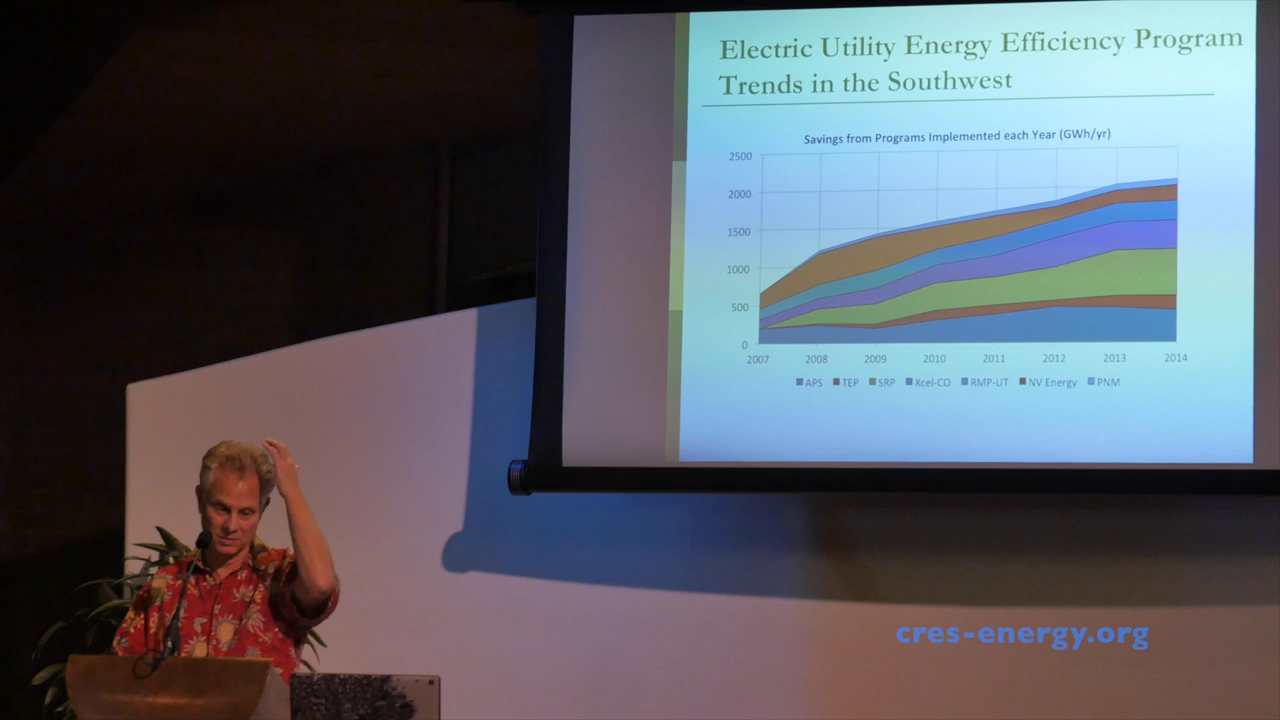 Electric Utility Energy Efficiency Program
Trends in the Southwest
Savings from Programs Implemented each Year (GWh/yr)
2500
2000
1500
1000
500
0
2007 2008 2009 2010 2011 2012 2013 2014
APS TEP SRP Xcel-CO RMP-UT NV Energy PNM
cres-energy.org